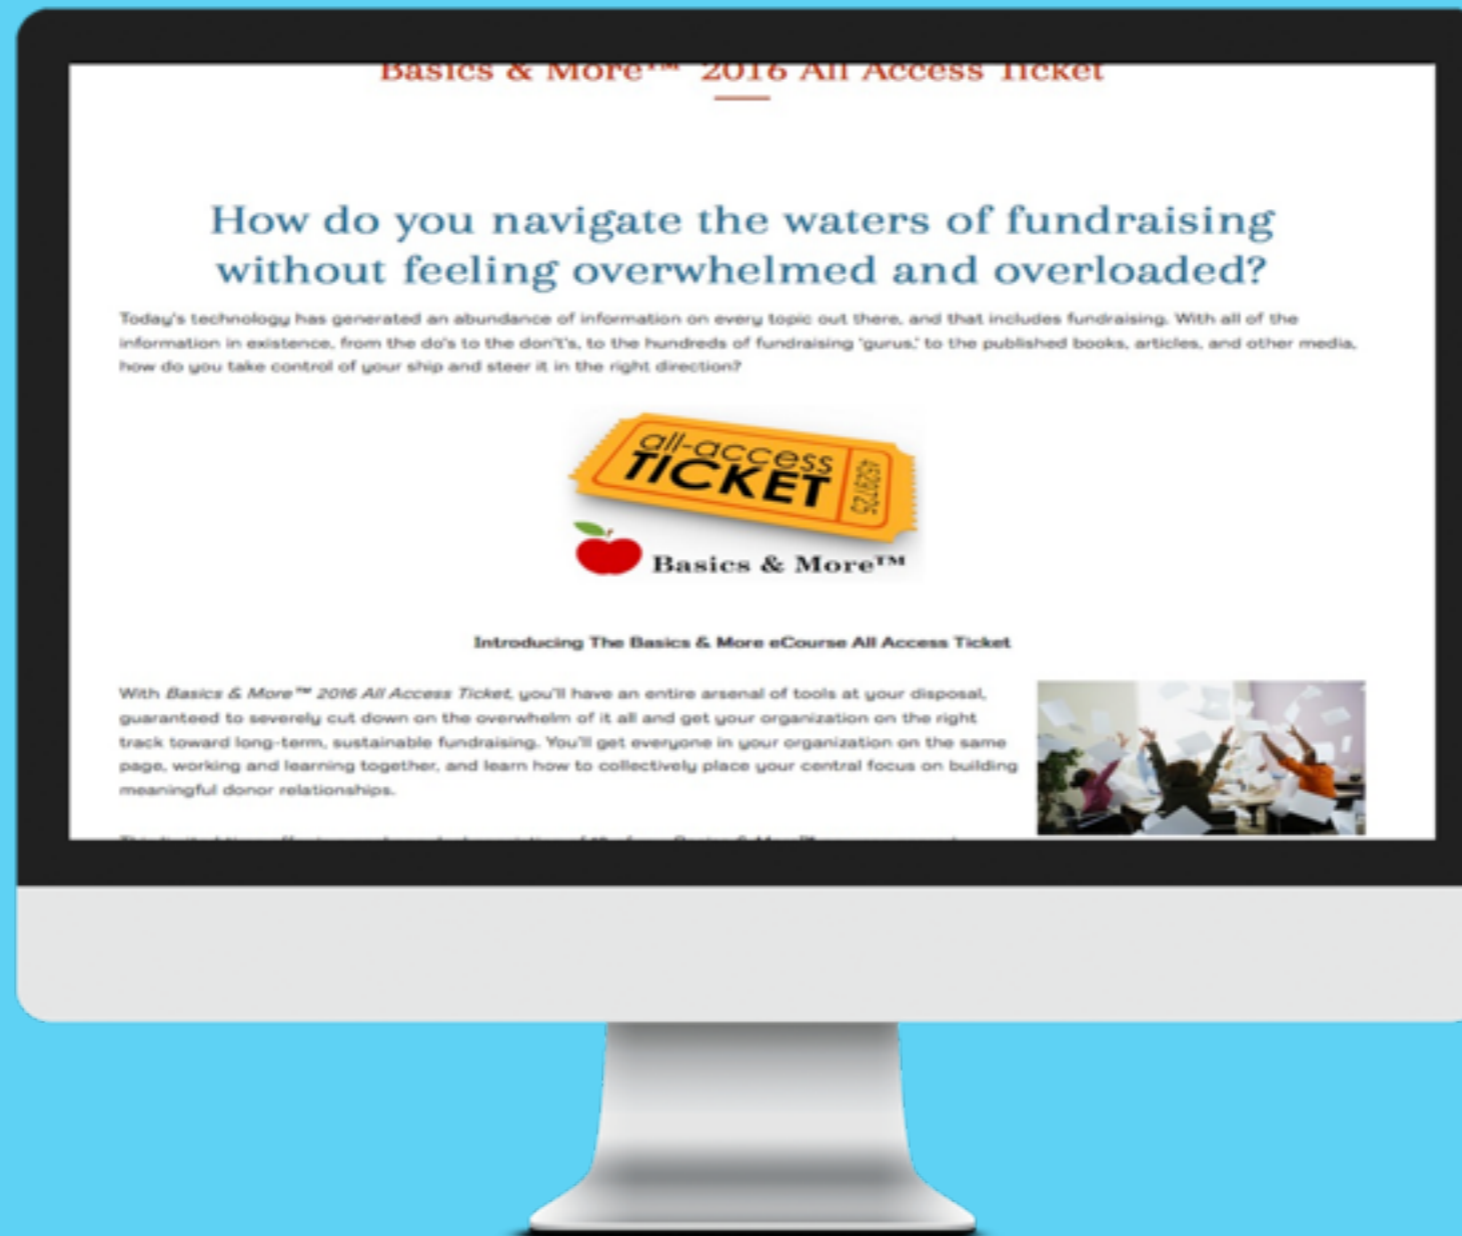 Basics & More™ 2016 All Access Ticket
How do you navigate the waters of fundraising
without feeling overwhelmed and overloaded?
Today's technology has generated an abundance of information on every topic out there, and that includes fundraising. With all of the
information in existence, from the do's to the don't's, to the hundreds of fundraising 'gurus,' to the published books, articles, and other media,
how do you take control of your ship and steer it in the right direction?
all-access
TICKET
4529725
Basics & More™
Introducing The Basics & More eCourse All Access Ticket
With Basics & More™ 2016 All Access Ticket, you'll have an entire arsenal of tools at your disposal,
guaranteed to severely cut down on the overwhelm of it all and get your organization on the right
track toward long-term, sustainable fundraising. You'll get everyone in your organization on the same
page, working and learning together, and learn how to collectively place your central focus on building
meaningful donor relationships.